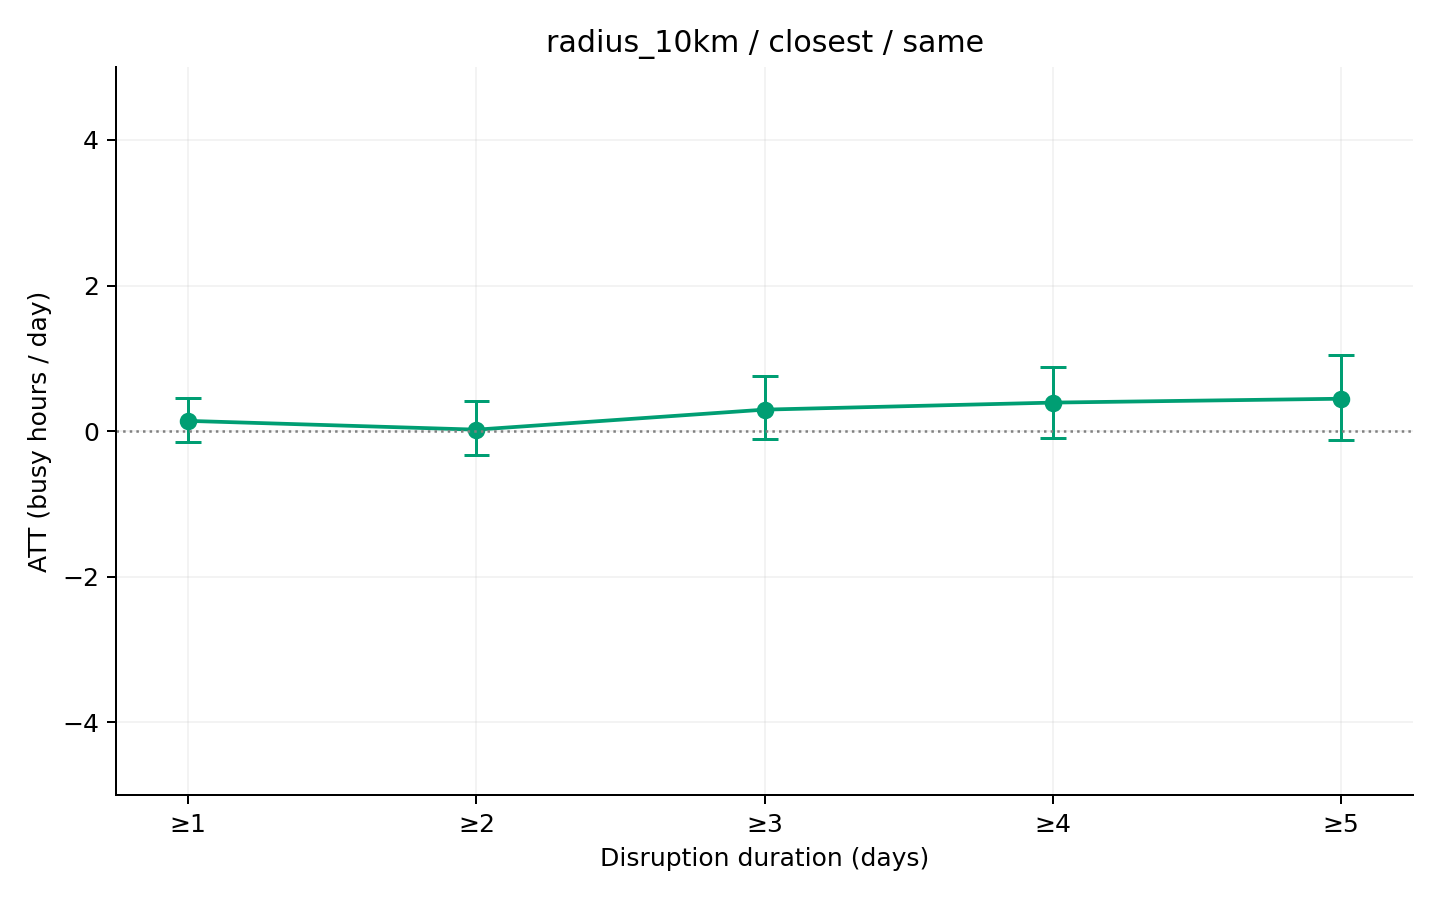 radius_10km / closest / same
ATT (busy hours / day)
4
2
0
−2
−4
≥1 ≥2 ≥3 ≥4 ≥5
Disruption duration (days)